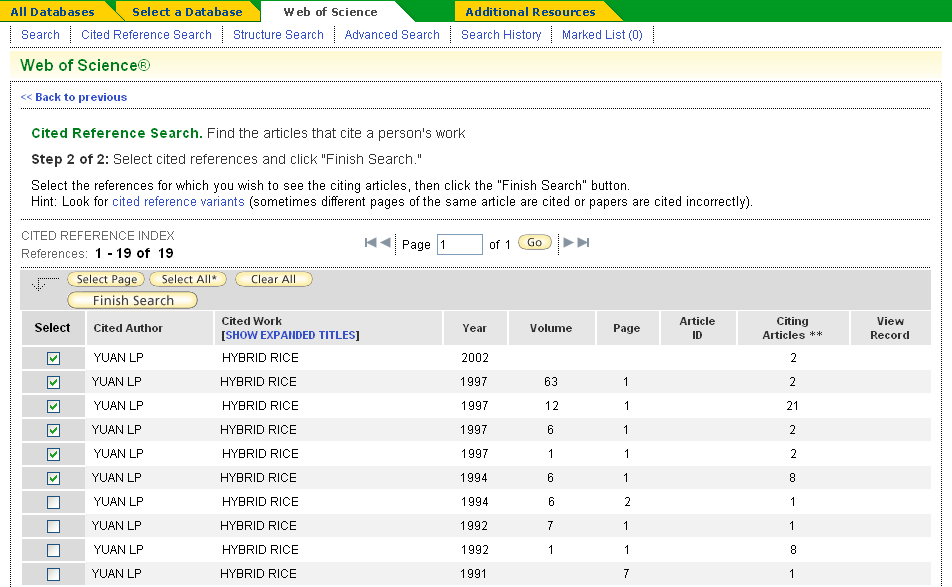 All Databases Select a Database Web of Science Additional Resources
Search Cited Reference Search Structure Search Advanced Search Search History Marked List (0)
Web of Science®
<< Back to previous
Cited Reference Search. Find the articles that cite a person's work
Step 2 of 2: Select cited references and click "Finish Search."
Select the references for which you wish to see the citing articles, then click the "Finish Search" button.
Hint: Look for cited reference variants (sometimes different pages of the same article are cited or papers are cited incorrectly).
CITED REFERENCE INDEX
References: 1 - 19 of 19
Page 1 of 1 Go
Select Page Select All* Clear All
Finish Search
Select Cited Author Cited Work [SHOW EXPANDED TITLES] Year Volume Page Article ID Citing Articles ** View Record
YUAN LP HYBRID RICE 2002 2
YUAN LP HYBRID RICE 1997 63 1 2
YUAN LP HYBRID RICE 1997 12 1 21
YUAN LP HYBRID RICE 1997 6 1 2
YUAN LP HYBRID RICE 1997 1 1 2
YUAN LP HYBRID RICE 1994 6 1 8
YUAN LP HYBRID RICE 1994 6 2 1
YUAN LP HYBRID RICE 1992 7 1 1
YUAN LP HYBRID RICE 1992 1 1 8
YUAN LP HYBRID RICE 1991 7 1